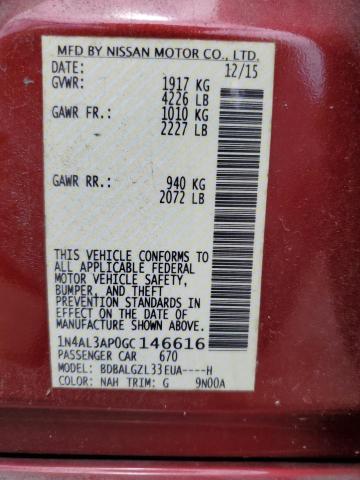 MFD BY NISSAN MOTOR CO., LTD.
DATE: 12/15
GVWR: 1917 KG
4226 LB
GAWR FR.: 1010 KG
2227 LB
GAWR RR.: 940 KG
2072 LB
THIS VEHICLE CONFORMS TO
ALL APPLICABLE FEDERAL
MOTOR VEHICLE SAFETY,
BUMPER, AND THEFT
PREVENTION STANDARDS IN
EFFECT ON THE DATE OF
MANUFACTURE SHOWN ABOVE.
1N4AL3AP0GC146616
PASSENGER CAR 670
MODEL: BDBALGZL33EUA----H
COLOR: NAH TRIM: G 9N00A